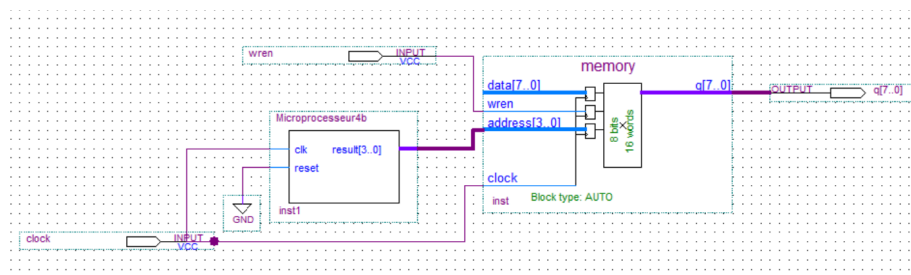 wren
INPUT
VCC
memory
data[7..0]
q[7..0]
OUTPUT
q[7..0]
wren
Microprocesseur4b
address[3..0]
8 bits
16 words
clk
result[3..0]
reset
clock
GND
inst1
inst
Block type: AUTO
clock
INPUT
VCC